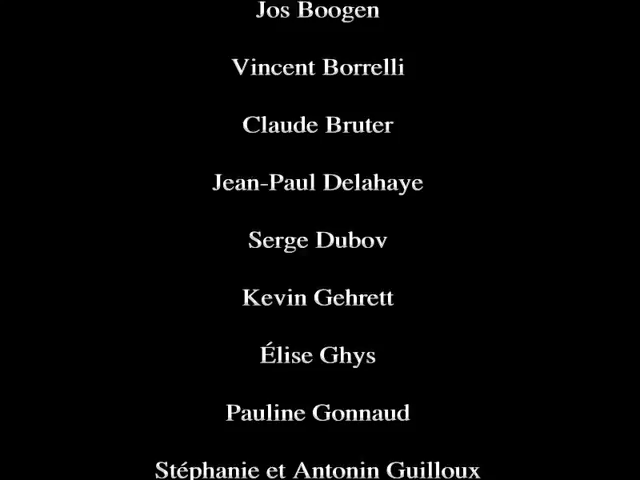 Jos Boogen
Vincent Borrelli
Claude Bruter
Jean-Paul Delahaye
Serge Dubov
Kevin Gehrett
Élise Ghys
Pauline Gonnaud
Stéphanie et Antonin Guilloux